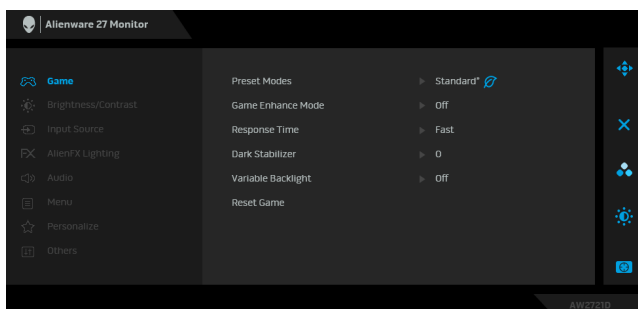 Alienware 27 Monitor
Game
Brightness/Contrast
Input Source
FX AlienFX Lighting
Audio
Menu
Personalize
Others
Preset Modes Standard*
Game Enhance Mode Off
Response Time Fast
Dark Stabilizer 0
Variable Backlight Off
Reset Game
AW2721D